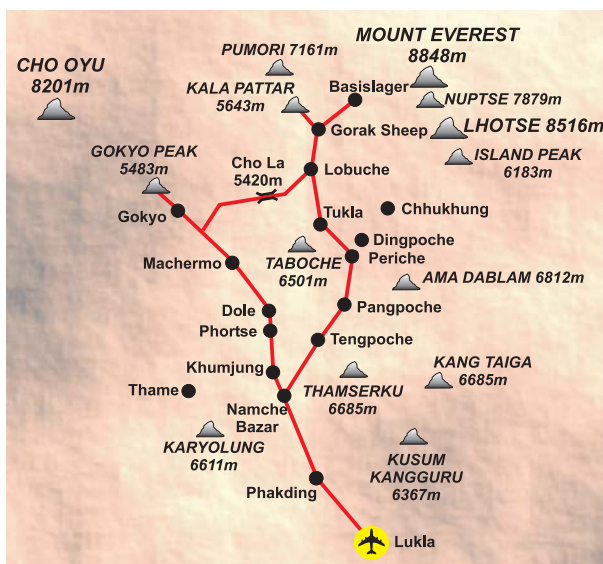 PUMORI 7161m
MOUNT EVEREST
8848m
CHO OYU
8201m
KALA PATTAR
5643m
Basislager
NUPTSE 7879m
Gorak Sheep
LHOTSE 8516m
GOKYO PEAK
5483m
Cho La
5420m
Lobuche
ISLAND PEAK
6183m
Gokyo
Tukla
Chhukhung
Dingpoche
Periche
Machermo
TABOCHE
6501m
AMA DABLAM 6812m
Pangpoche
Dole
Phortse
Tengpoche
Khumjung
Thame
THAMSERKU
6685m
KANG TAIGA
6685m
Namche
Bazar
KARYOLUNG
6611m
KUSUM
KANGGURU
6367m
Phakding
Lukla